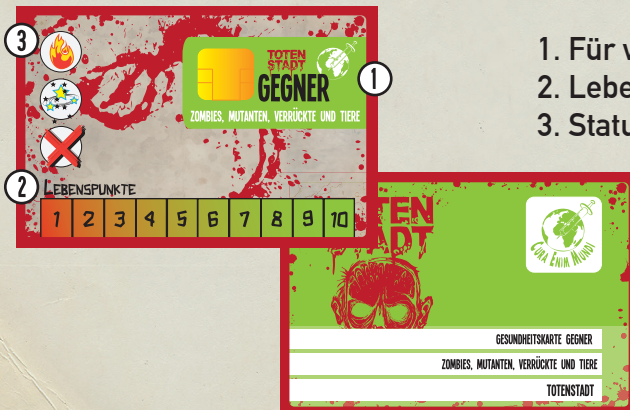 3
TOTEN
STADT
GEGNER
ZOMBIES, MUTANTEN, VERRÜCKTE UND TIERE
1
2 LEBENSPUNKTE
1 2 3 4 5 6 7 8 9 10
1. Für
2. Lebe
3. Statu
TEN
ADT
CURA ENIM MUNDI
GESUNDHEITSKARTE GEGNER
ZOMBIES, MUTANTEN, VERRÜCKTE UND TIERE
TOTENSTADT